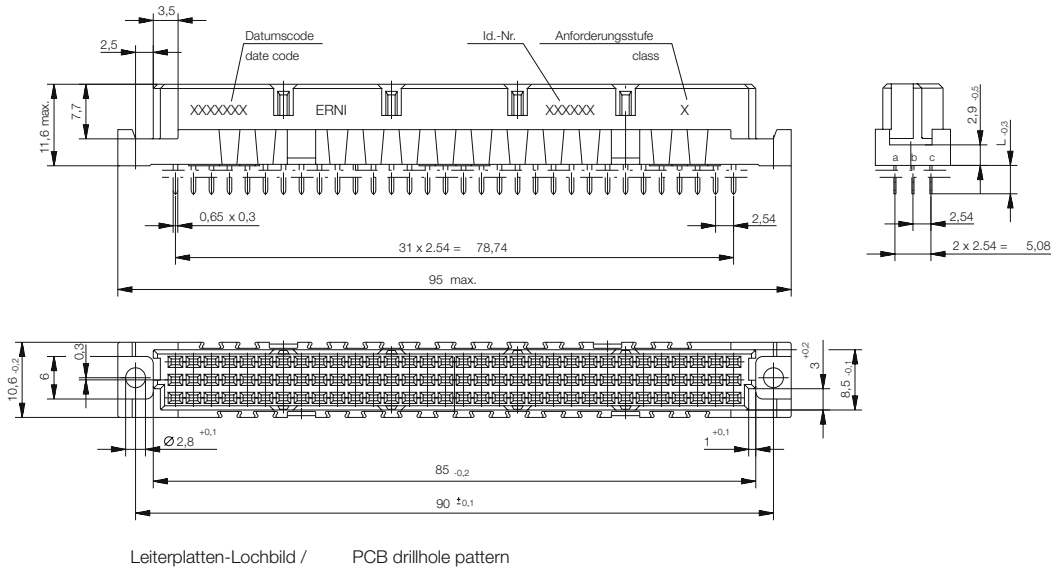 3,5
2,5
Datumscode
date code
Id.-Nr.
Anforderungsstufe
class
11,6 max.
7,7
XXXXXXX
ERNI
XXXXXX
X
2,9 -0,5
L -0,3
a b c
0,65 x 0,3
2,54
31 x 2.54 = 78,74
95 max.
2,54
2 x 2.54 = 5,08
10,6 -0,2
6
0,3
Ø 2,8 +0,1
1 +0,1
3 +0,2
8,5 -0,1
85 -0,2
90 ±0,1
Leiterplatten-Lochbild / PCB drillhole pattern